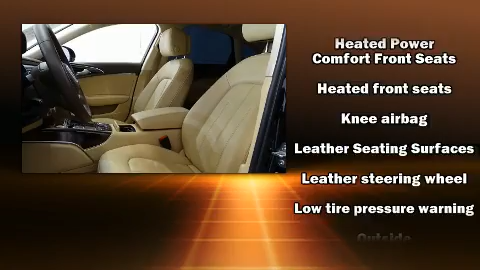 Heated Power
Comfort Front Seats
Heated front seats
Knee airbag
Leather Seating Surfaces
Leather steering wheel
Low tire pressure warning
Outside